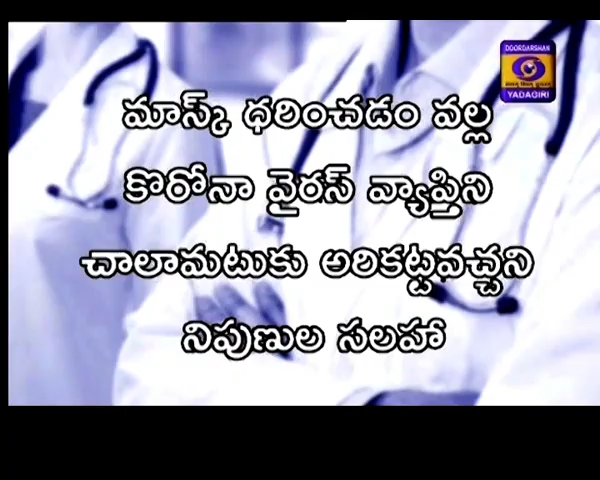 DOORDARSHAN
YADAGIRI
మాస్క్ ధరించడం వల్ల
కొరోనా వైరస్ వ్యాప్తిని
చాలామటుకు అరికట్టవచ్చని
నిపుణుల సలహా